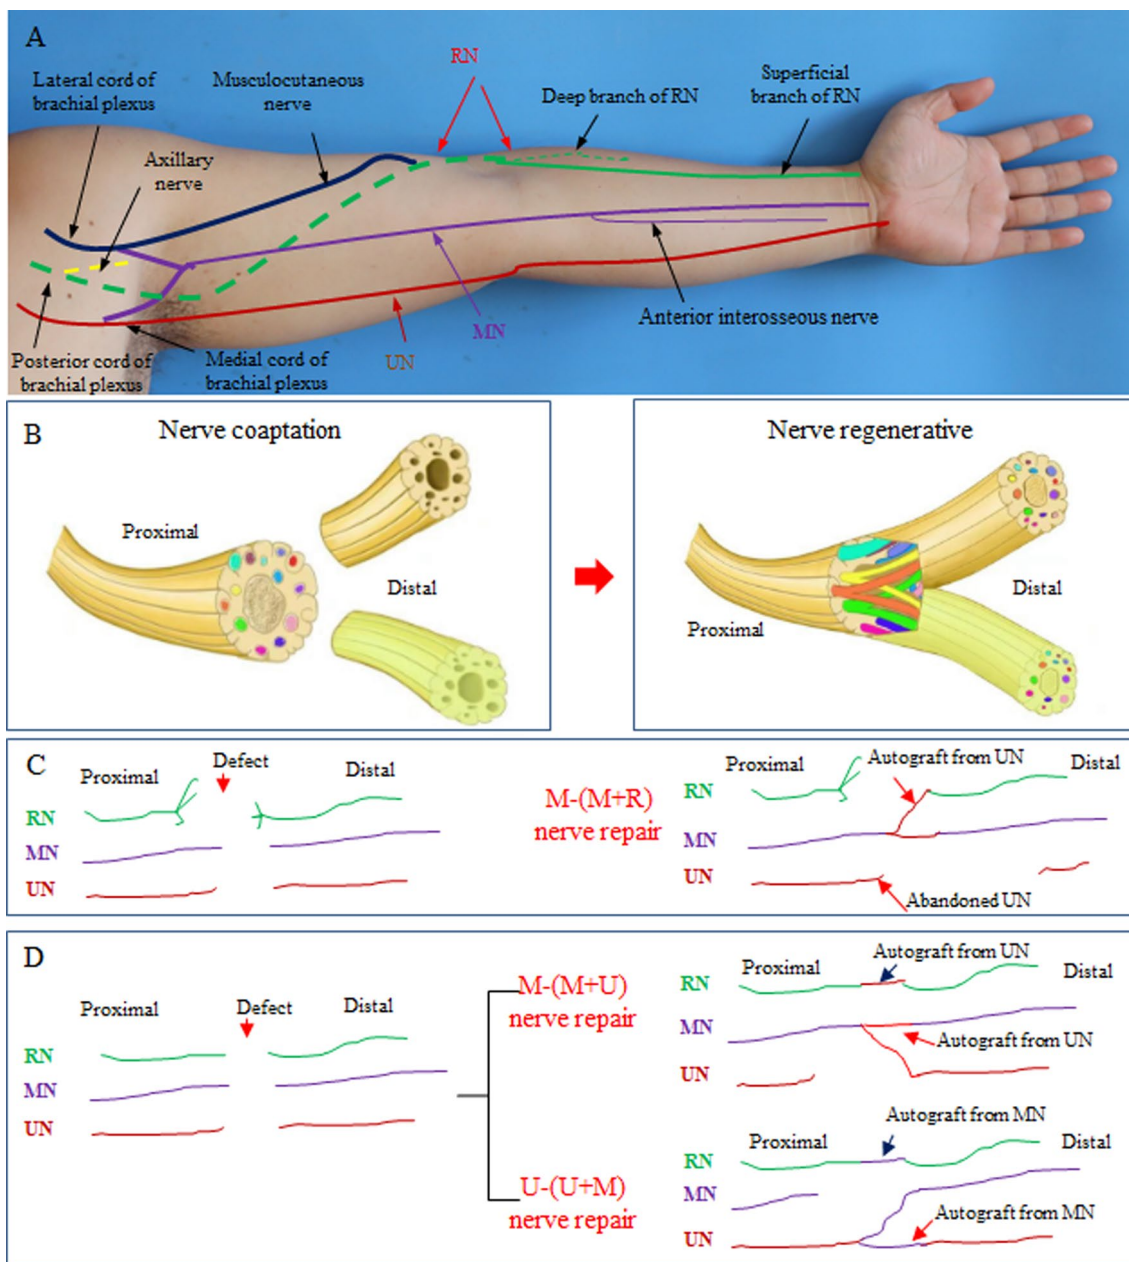 A
Lateral cord of
brachial plexus
Musculocutaneous
nerve
RN
Deep branch of RN
Superficial
branch of RN
Axillary
nerve
Posterior cord of
brachial plexus
Medial cord of
brachial plexus
UN
MN
Anterior interosseous nerve
B
Nerve coaptation
Proximal
Distal
Nerve regenerative
Proximal
Distal
C
Proximal
Defect
Distal
RN
MN
UN
M-(M+R)
nerve repair
Proximal
Autograft from UN
Distal
RN
MN
UN
Abandoned UN
D
Proximal
Defect
Distal
RN
MN
UN
M-(M+U)
nerve repair
Proximal
Autograft from UN
Distal
RN
MN
Autograft from UN
UN
U-(U+M)
nerve repair
Autograft from MN
Proximal
Distal
RN
MN
Autograft from MN
UN